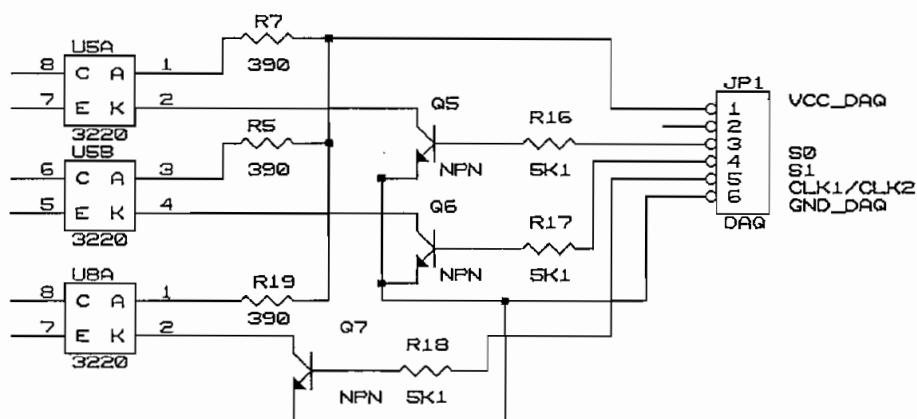 R7
U5A
8 C A 1
390
JP1
7 E K 2
Q5
1 VCC_DAQ
3220
R5
R16
2
U5B
3
6 C A 3
390
NPN
5K1
4 S0
S1
5 CLK1/CLK2
5 E K 4
Q6
6 GND_DAQ
3220
R17
DAQ
U8A
R19
NPN
5K1
8 C A 1
390
7 E K 2
Q7
R18
3220
NPN
5K1